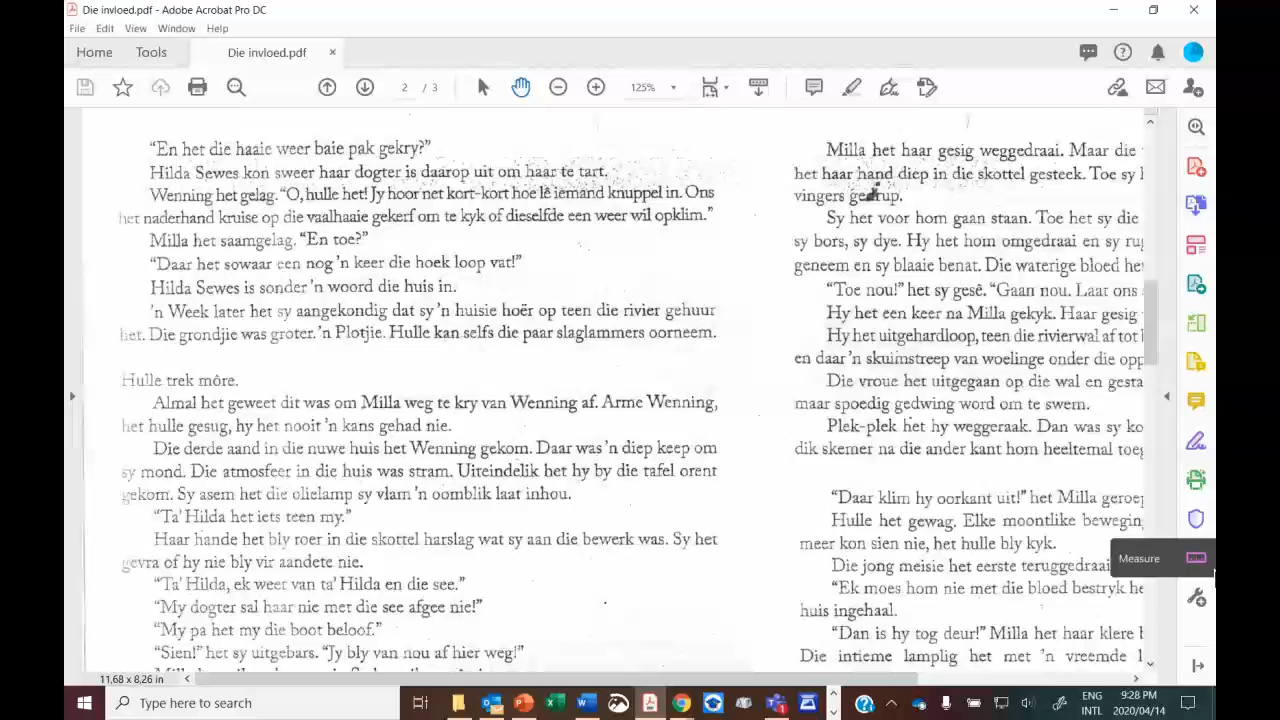 Die invloed.pdf - Adobe Acrobat Pro DC
File Edit View Window Help
Home Tools Die invloed.pdf ×
2 / 3 125%
“En het die haaie weer baie pak gekry?”
Hilda Sewes kon sweer haar dogter is daarop uit om haar te tart.
Wenning het gelag. “O, hulle het! Jy hoor net kort-kort hoe lê iemand knuppel in. Ons
het naderhand kruise op die vaalhaaie gekerf om te kyk of dieselfde een weer wil opklim.”
Milla het saamgelag. “En toe?”
“Daar het sowaar een nog 'n keer die hoek loop vat!”
Hilda Sewes is sonder 'n woord die huis in.
'n Week later het sy aangekondig dat sy 'n huisie hoër op teen die rivier gehuur
het. Die grondjie was groter. 'n Plotjie. Hulle kan selfs die paar slaglammers oorneem.
Hulle trek môre.
Almal het geweet dit was om Milla weg te kry van Wenning af. Arme Wenning,
het hulle gesug, hy het nooit 'n kans gehad nie.
Die derde aand in die nuwe huis het Wenning gekom. Daar was 'n diep keep om
sy mond. Die atmosfeer in die huis was stram. Uiteindelik het hy by die tafel orent
gekom. Sy asem het die olielamp sy vlam 'n oomblik laat inhou.
“Ta' Hilda het iets teen my.”
Haar hande het bly roer in die skottel harslag wat sy aan die bewerk was. Sy het
gevra of hy nie bly vir aandete nie.
“Ta' Hilda, ek weer van ta' Hilda en die see.”
“My dogter sal haar nie met die see afgee nie!”
“My pa het my die boot beloof.”
“Sien!” het sy uitgebars. “Jy bly van nou af hier weg!”
Milla het haar gesig weggedraai. Maar die
het haar hand diep in die skottel gesteek. Toe sy
vingers gedrup.
Sy het voor hom gaan staan. Toe het sy die
sy bors, sy dye. Hy het hom omgedraai en sy
geneem en sy blaaie benat. Die waterige bloed
“Toe nou!” het sy gesê. “Gaan nou. Laat ons
Hy het een keer na Milla gekyk. Haar gesig
Hy het uitgehardloop, teen die rivierwal af tot
en daar 'n skuimstreep van woelinge onder die
Die vroue het uitgegaan op die wal en
maar spoedig gedwing word om te swem.
Plek-plek het hy weggeraak. Dan was sy
dik skemer na die ander kant hom heeltemal
“Daar klim hy oorkant uit!” het Milla
Hulle het gewag. Elke moontlike
meer kon sien nie, het hulle bly kyk.
Die jong meisie het eerste
“Ek moes hom nie met die bloed bestryk
huis ingehaal.
“Dan is hy tog deur!” Milla het haar klere
Die intieme lamplig het met 'n vreemde
Measure
11,68 x 8,26 in
Type here to search
ENG
INTL
9:28 PM
2020/04/14